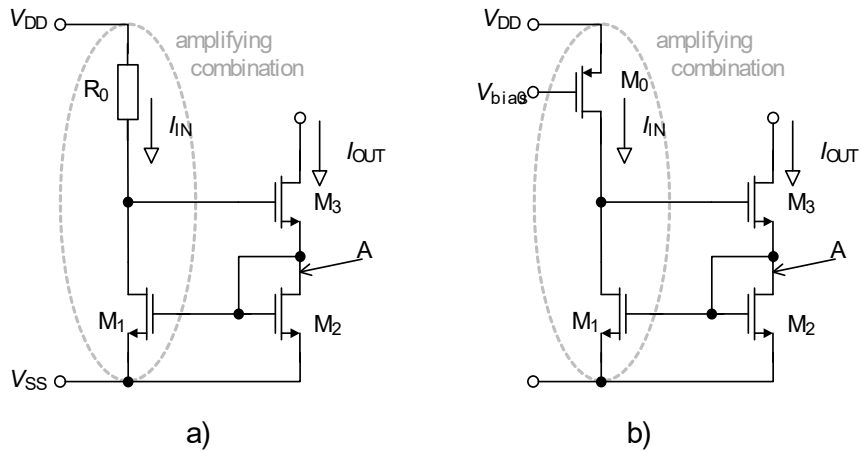 VDD
amplifying
combination
R0
IIN
IOUT
M3
A
M1
M2
VSS
a)
VDD
amplifying
combination
M0
Vbias
IIN
IOUT
M3
A
M1
M2
b)